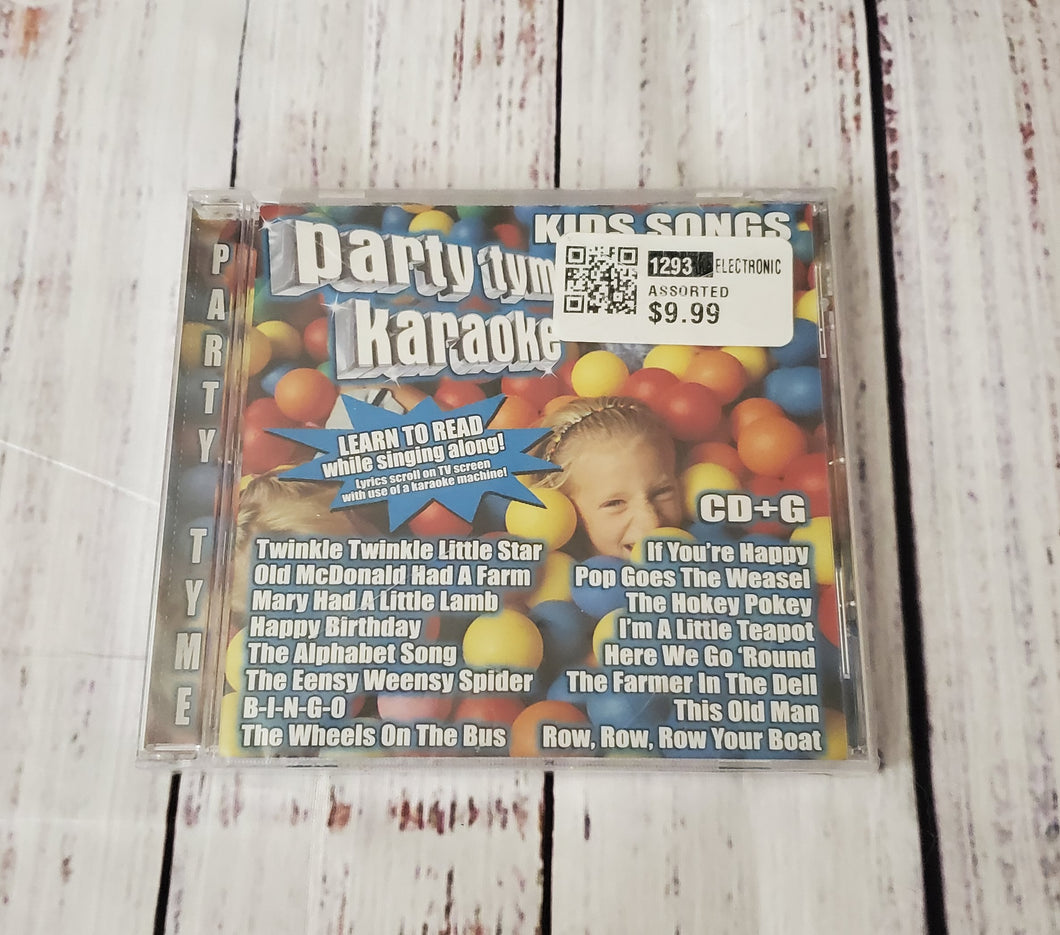 PARTY TYME
KIDS SONGS
party tym
karaoke
1293 ELECTRONIC
ASSORTED
$9.99
LEARN TO READ
while singing along!
Lyrics scroll on TV screen
with use of a karaoke machine!
CD+G
Twinkle Twinkle Little Star
Old McDonald Had A Farm
Mary Had A Little Lamb
Happy Birthday
The Alphabet Song
The Eensy Weensy Spider
B-I-N-G-O
The Wheels On The Bus
If You're Happy
Pop Goes The Weasel
The Hokey Pokey
I'm A Little Teapot
Here We Go 'Round
The Farmer In The Dell
This Old Man
Row, Row, Row Your Boat